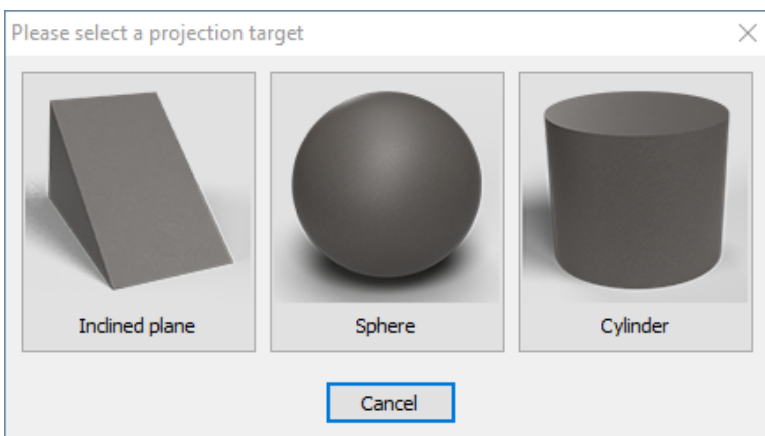 Please select a projection target
Inclined plane
Sphere
Cylinder
Cancel